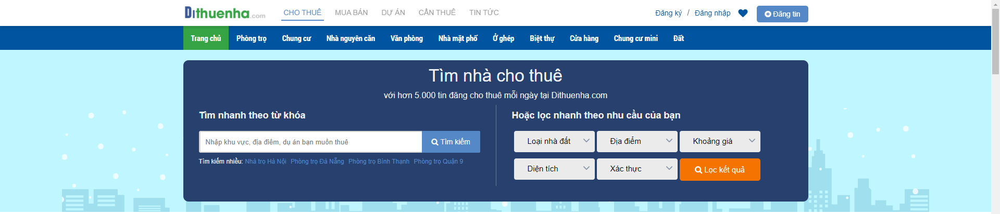 Dithuenha.com CHO THUÊ MUA BÁN DỰ ÁN CẦN THUÊ TIN TỨC Đăng ký / Đăng nhập Đăng tin
Trang chủ Phòng trọ Chung cư Nhà nguyên căn Văn phòng Nhà mặt phố Ở ghép Biệt thự Cửa hàng Chung cư mini Đất
Tìm nhà cho thuê
với hơn 5.000 tin đăng cho thuê mỗi ngày tại Dithuenha.com
Tìm nhanh theo từ khóa
Nhập khu vực, địa điểm, dụ án bạn muốn thuê
Tìm kiếm
Tìm kiếm nhiều: Nhà trọ Hà Nội Phòng trọ Đà Nẵng Phòng trọ Bình Thạnh Phòng trọ Quận 9
Hoặc lọc nhanh theo nhu cầu của bạn
Loại nhà đất Địa điểm Khoảng giá
Diện tích Xác thực Lọc kết quả